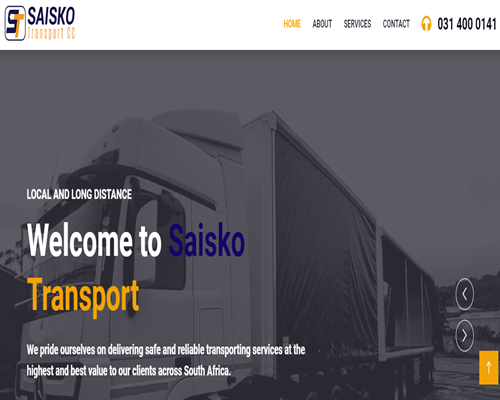 SAISKO
Transport CC
HOME ABOUT SERVICES CONTACT 031 400 0141
LOCAL AND LONG DISTANCE
Welcome to Saisko
Transport
We pride ourselves on delivering safe and reliable transporting services at the
highest and best value to our clients across South Africa.